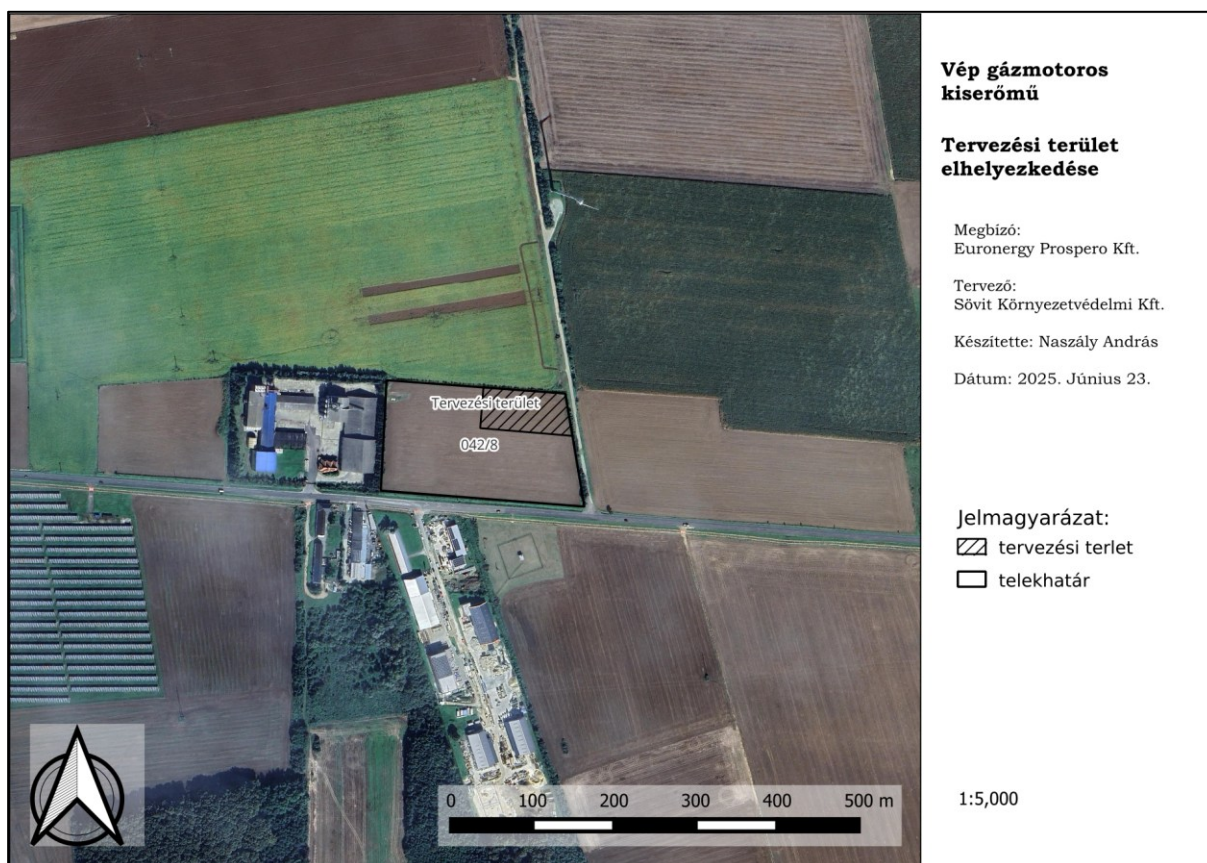 Vép gázmotoros
kiserőmű
Tervezési terület
elhelyezkedése
Megbízó:
Euronergy Prospero Kft.
Tervező:
Sövit Környezetvédelmi Kft.
Készítette: Naszály András
Dátum: 2025. Június 23.
Tervezési terület
042/8
Jelmagyarázat:
tervezési terlet
telekhatár
0 100 200 300 400 500 m
1:5,000